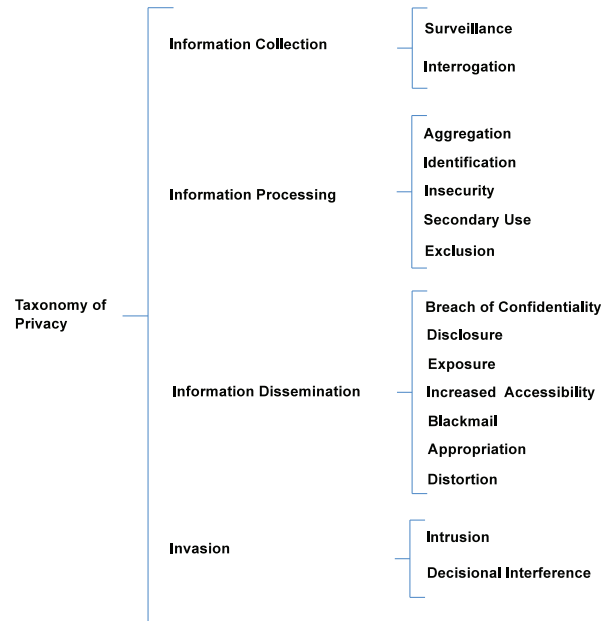 Taxonomy of
Privacy
Information Collection
Surveillance
Interrogation
Information Processing
Aggregation
Identification
Insecurity
Secondary Use
Exclusion
Information Dissemination
Breach of Confidentiality
Disclosure
Exposure
Increased Accessibility
Blackmail
Appropriation
Distortion
Invasion
Intrusion
Decisional Interference